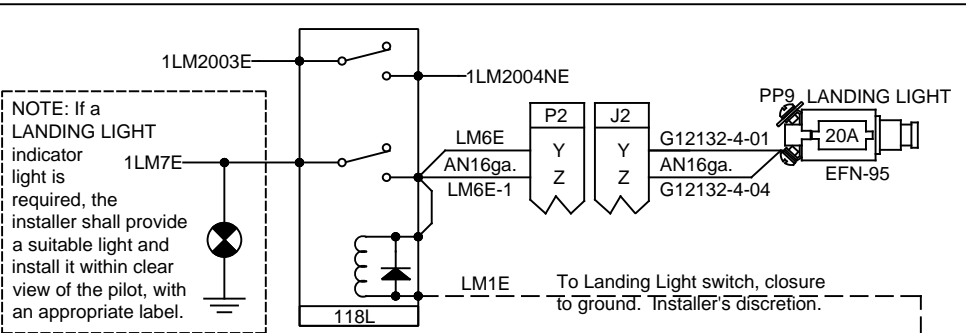 1LM2003E
1LM2004NE
NOTE: If a
LANDING LIGHT
indicator
light is
required, the
installer shall provide
a suitable light and
install it within clear
view of the pilot, with
an appropriate label.
1LM7E
118L
LM6E
AN16ga.
LM6E-1
LM1E
P2
Y
Z
J2
Y
Z
G12132-4-01
AN16ga.
G12132-4-04
PP9 LANDING LIGHT
20A
EFN-95
To Landing Light switch, closure
to ground. Installer's discretion.